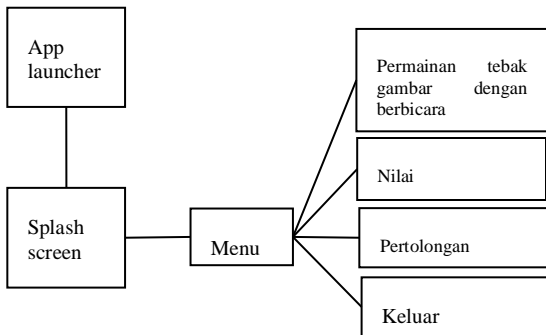 App
launcher
Splash
screen
Menu
Permainan tebak
gambar dengan
berbicara
Nilai
Pertolongan
Keluar